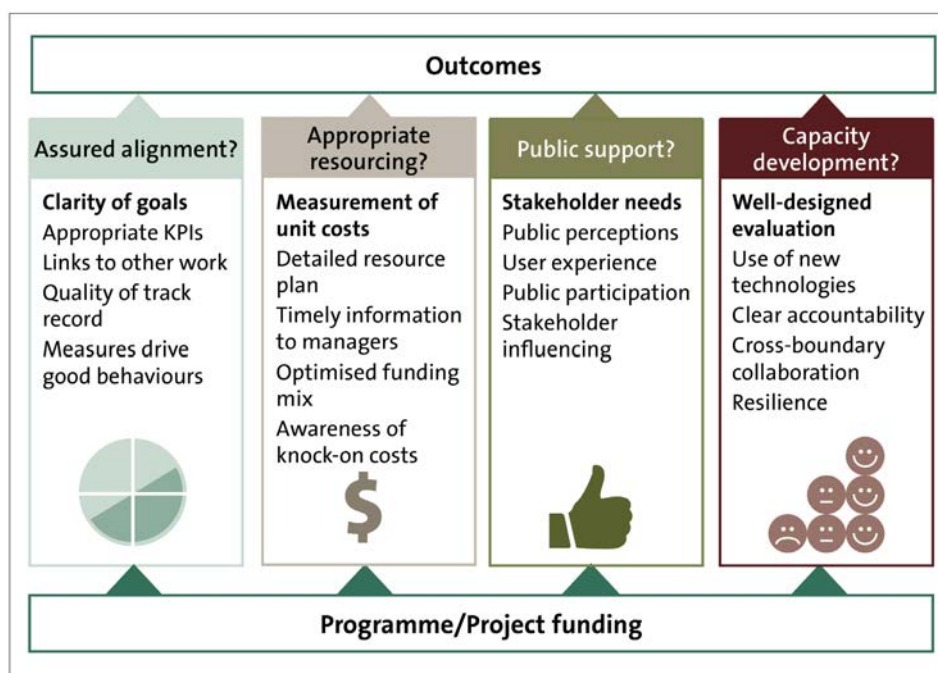 Outcomes
Assured alignment?
Clarity of goals
Appropriate KPIs
Links to other work
Quality of track
record
Measures drive
good behaviours
Appropriate
resourcing?
Measurement of
unit costs
Detailed resource
plan
Timely information
to managers
Optimised funding
mix
Awareness of
knock-on costs
$
Public support?
Stakeholder needs
Public perceptions
User experience
Public participation
Stakeholder
influencing
Capacity
development?
Well-designed
evaluation
Use of new
technologies
Clear accountability
Cross-boundary
collaboration
Resilience
Programme/Project funding